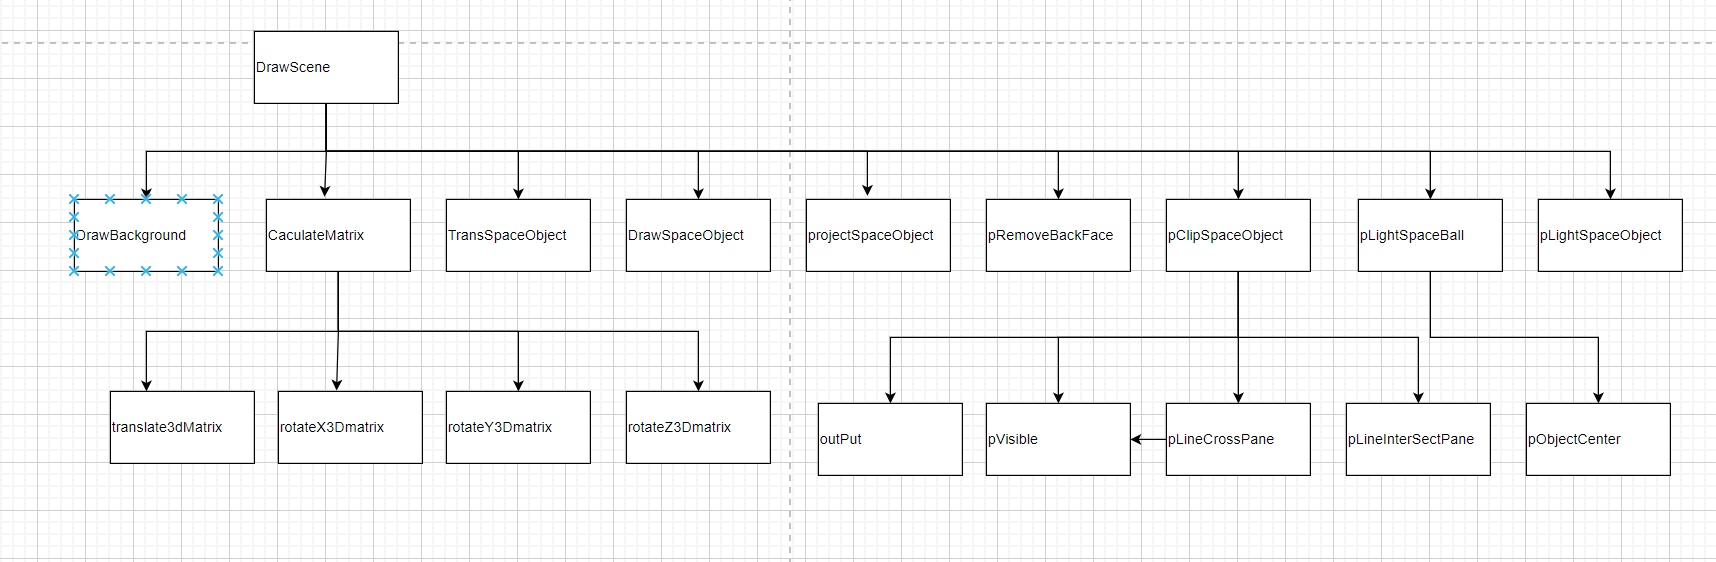 DrawScene
DrawBackground
CaculateMatrix
TransSpaceObject
DrawSpaceObject
projectSpaceObject
pRemoveBackFace
pClipSpaceObject
pLightSpaceBall
pLightSpaceObject
translate3dMatrix
rotateX3Dmatrix
rotateY3Dmatrix
rotateZ3Dmatrix
outPut
pVisible
pLineCrossPane
pLineInterSectPane
pObjectCenter